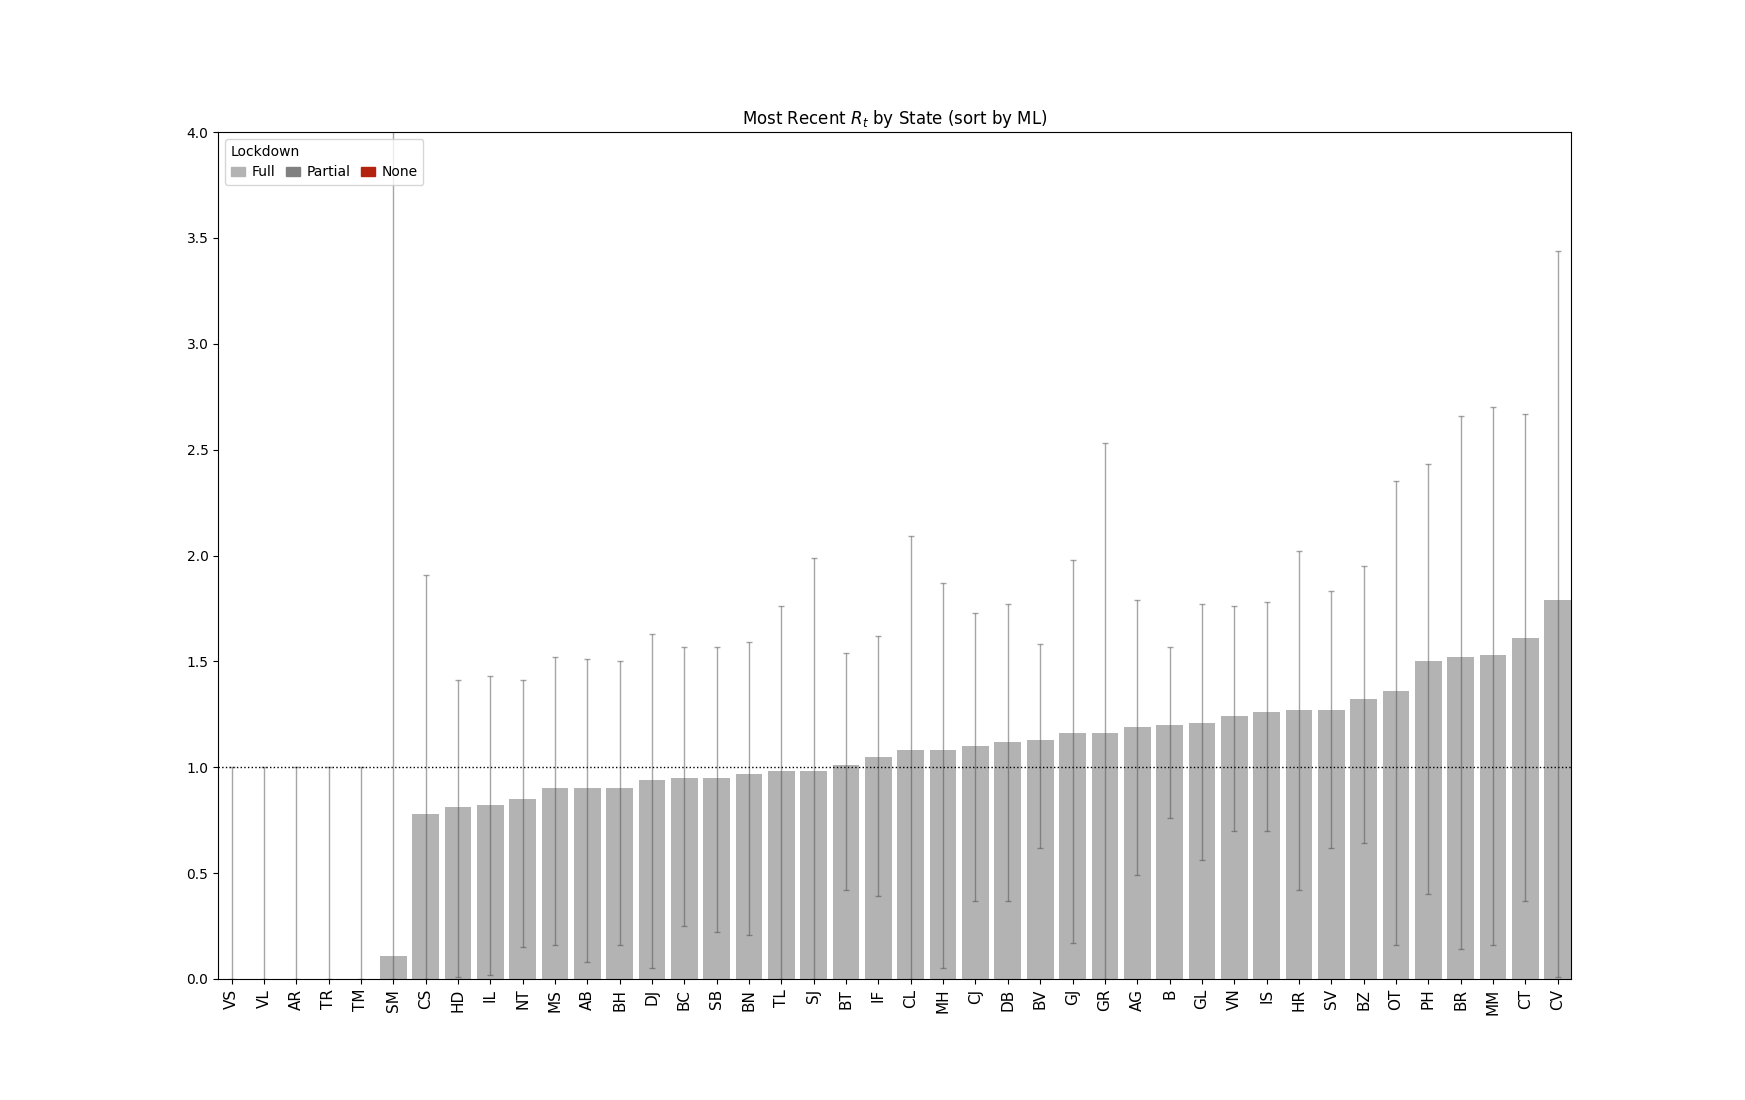 Most Recent Rt by State (sort by ML)
Lockdown
Full Partial None
4.0
3.5
3.0
2.5
2.0
1.5
1.0
0.5
0.0
VS VL AR TR TM SM CS HD IL NT MS AB BH DJ BC SB BN TL SJ BT IF CL MH CJ DB BV GJ GR AG B GL VN IS HR SV BZ OT PH BR MM CT CV